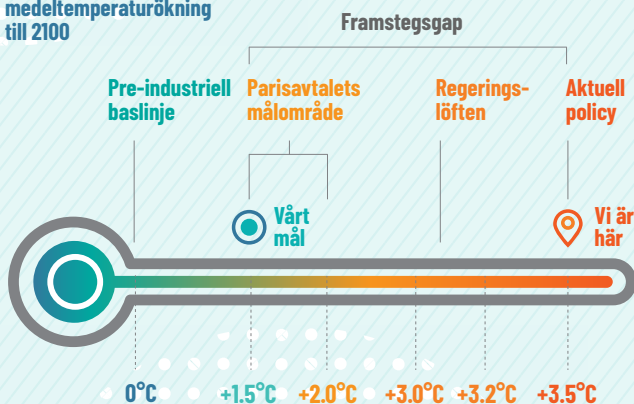 medeltemperaturökning
till 2100
Framstegsgap
Pre-industriell
baslinje
Parisavtalets
målområde
Regerings-
löften
Aktuell
policy
Vårt
mål
Vi är
här
0°C
+1.5°C
+2.0°C
+3.0°C
+3.2°C
+3.5°C